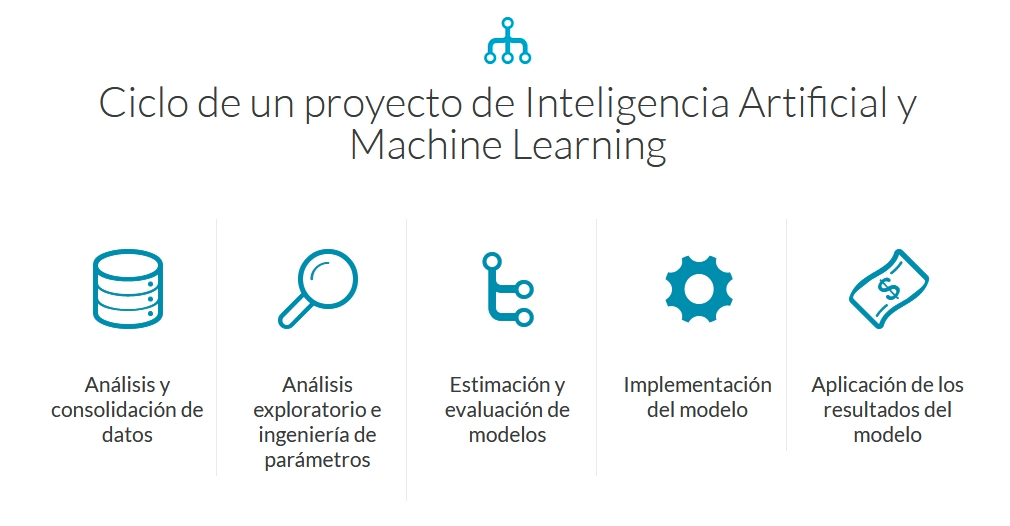 Ciclo de un proyecto de Inteligencia Artificial y
Machine Learning
Análisis y
consolidación de
datos
Análisis
exploratorio e
ingeniería de
parámetros
Estimación y
evaluación de
modelos
Implementación
del modelo
$
Aplicación de los
resultados del
modelo